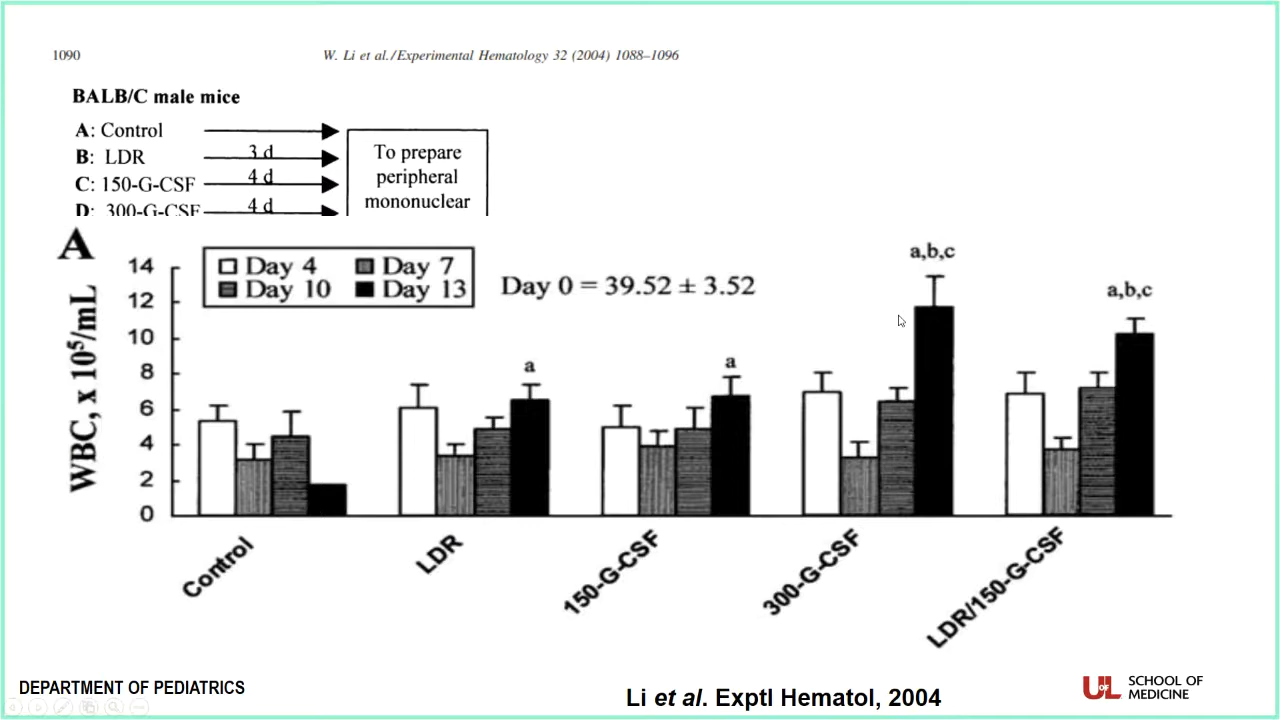 1090
W. Li et al./Experimental Hematology 32 (2004) 1088–1096
BALB/C male mice
A: Control
B: LDR
3 d
C: 150-G-CSF
4 d
D: 300-G-CSF
4 d
To prepare
peripheral
mononuclear
A
Day 4
Day 7
Day 10
Day 13
Day 0 = 39.52 ± 3.52
WBC, x 10⁵/mL
14
12
10
8
6
4
2
0
a
a
a,b,c
a,b,c
Control
LDR
150-G-CSF
300-G-CSF
LDR/150-G-CSF
DEPARTMENT OF PEDIATRICS
Li et al. Exptl Hematol, 2004
UofL
SCHOOL OF
MEDICINE